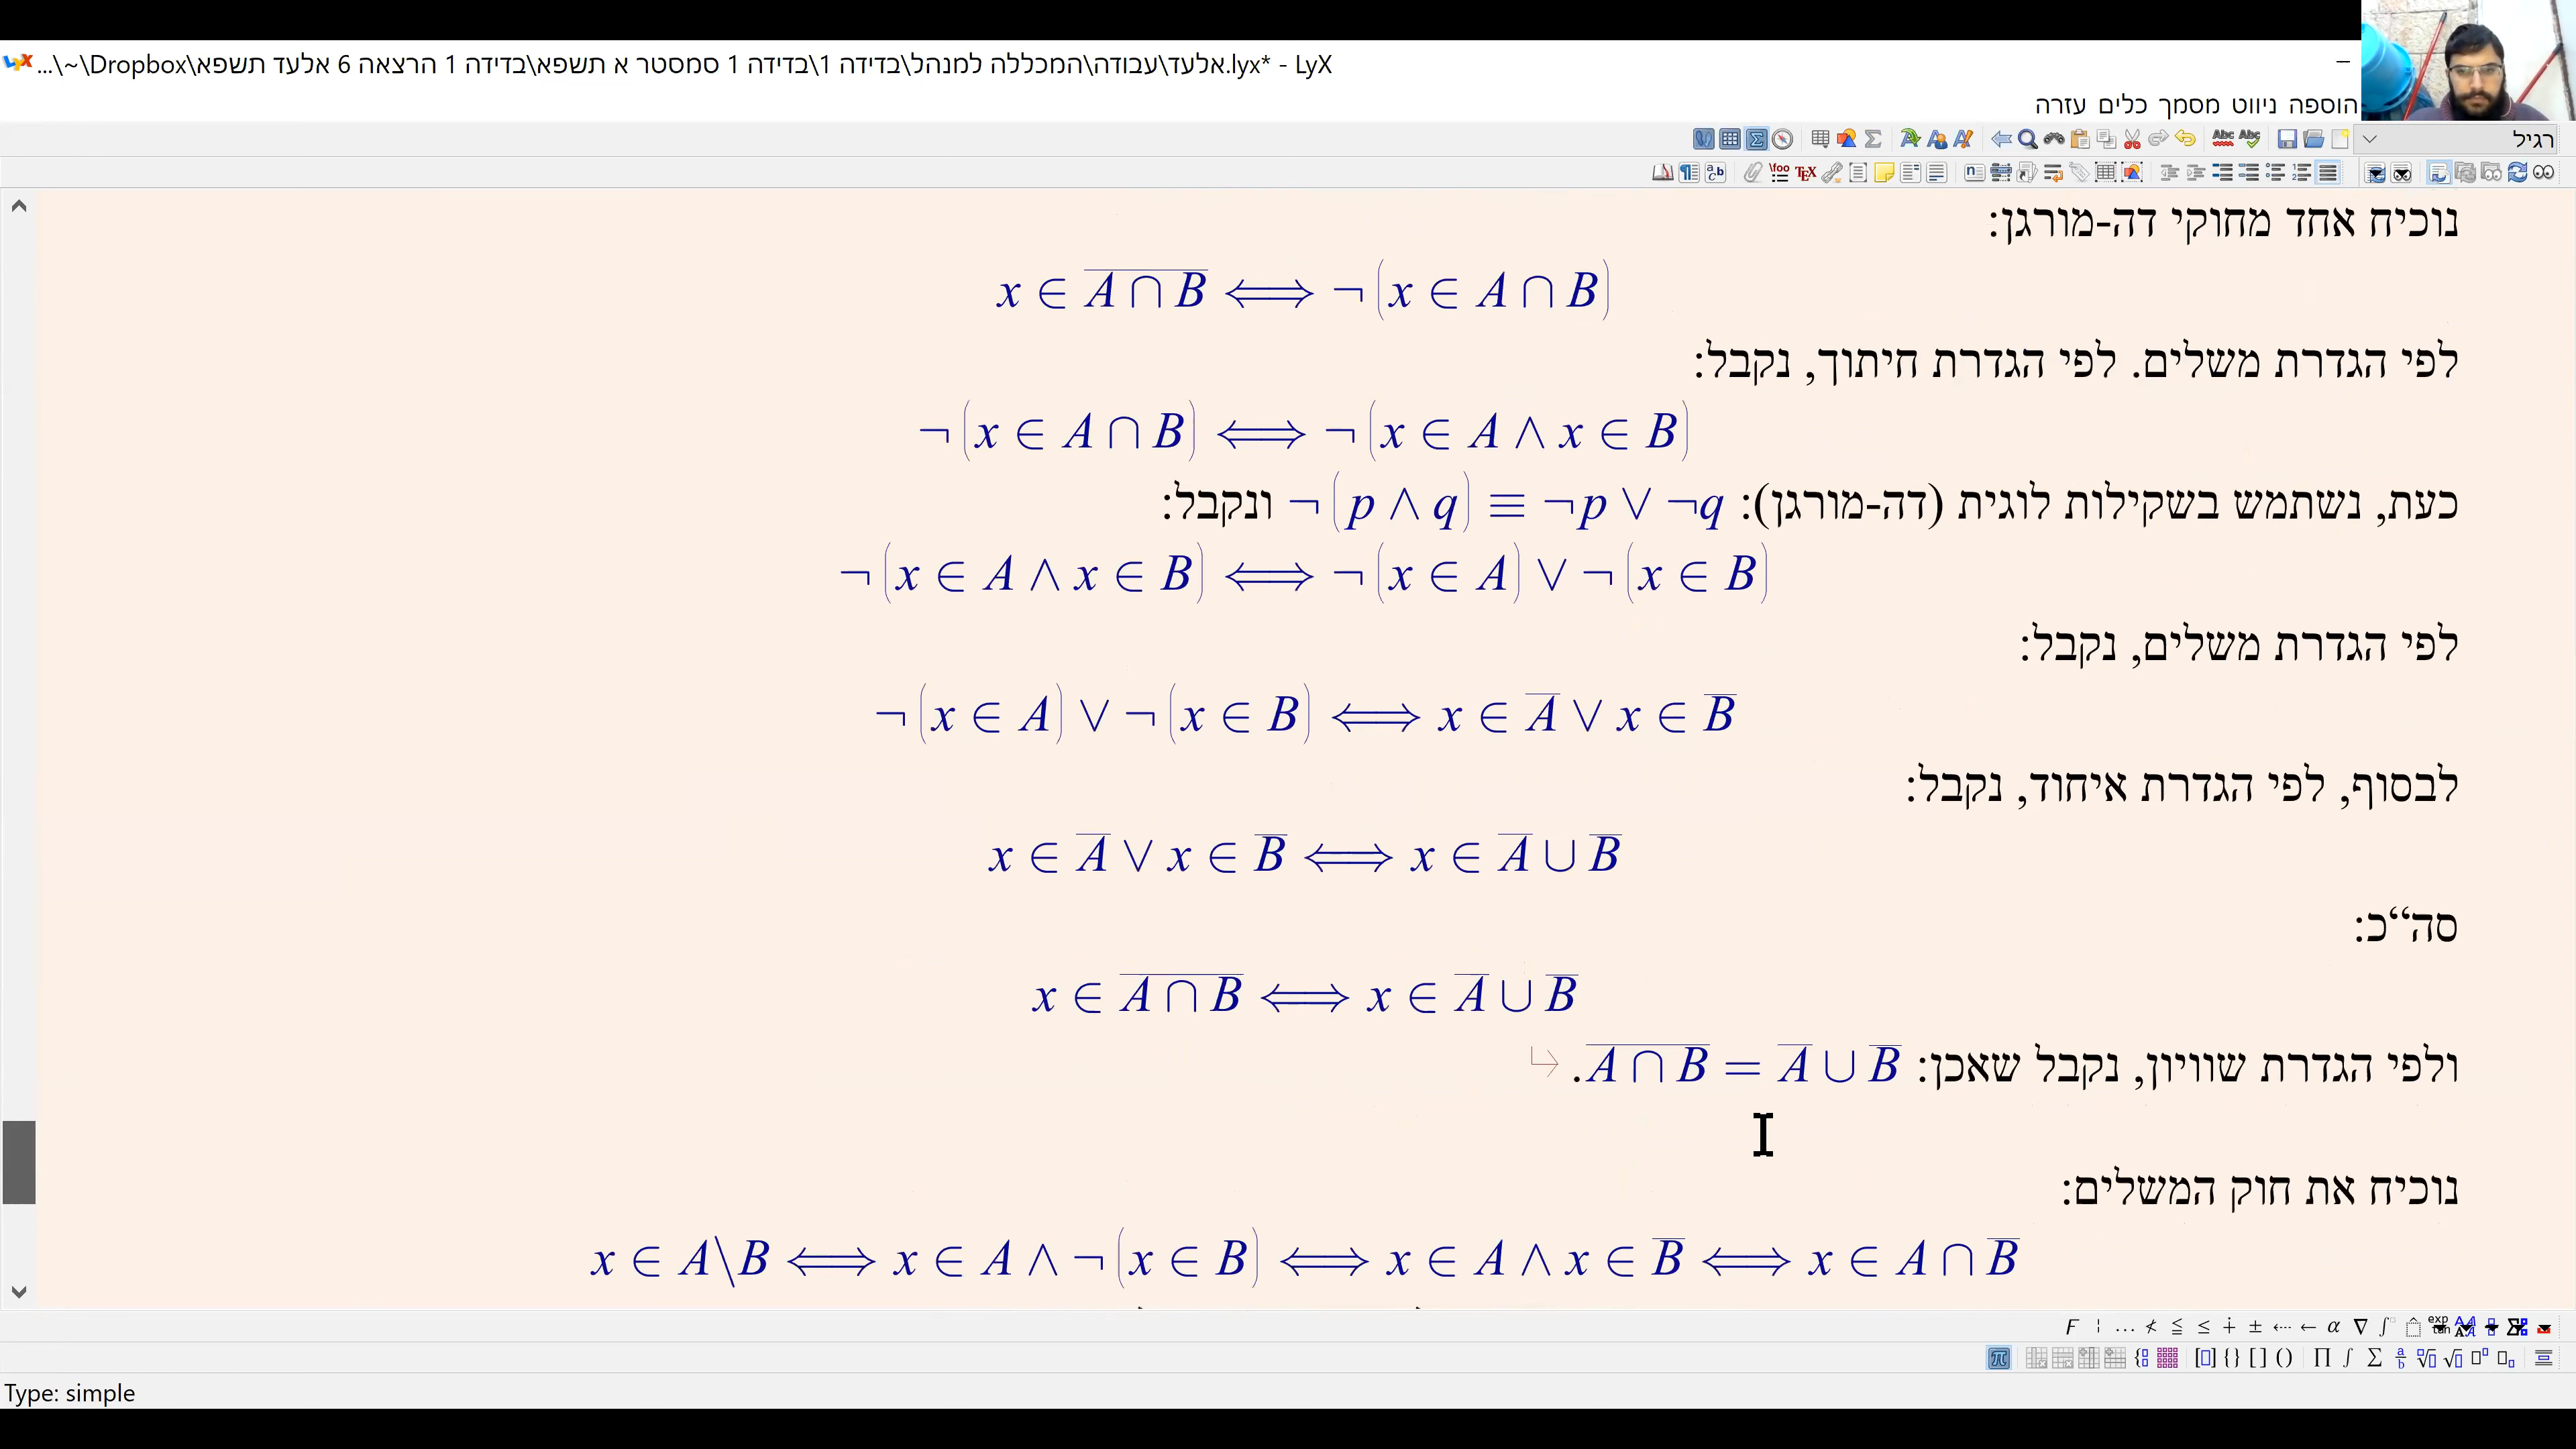 ...\~\Dropbox\אלעד\עבודה\המכללה למנהל\בדידה 1\בדידה 1 סמסטר א תשפא\בדידה 1 הרצאה 6 אלעד תשפא.lyx* - LyX
הוספה ניווט מסמך כלים עזרה
רגיל
נוכיח אחד מחוקי דה-מורגן:
x ∈ \overline{A ∩ B} ⟺ ¬(x ∈ A ∩ B)
לפי הגדרת משלים. לפי הגדרת חיתוך, נקבל:
¬(x ∈ A ∩ B) ⟺ ¬(x ∈ A ∧ x ∈ B)
כעת, נשתמש בשקילות לוגית (דה-מורגן): ¬(p ∧ q) ≡ ¬p ∨ ¬q ונקבל:
¬(x ∈ A ∧ x ∈ B) ⟺ ¬(x ∈ A) ∨ ¬(x ∈ B)
לפי הגדרת משלים, נקבל:
¬(x ∈ A) ∨ ¬(x ∈ B) ⟺ x ∈ \overline{A} ∨ x ∈ \overline{B}
לבסוף, לפי הגדרת איחוד, נקבל:
x ∈ \overline{A} ∨ x ∈ \overline{B} ⟺ x ∈ \overline{A} ∪ \overline{B}
סה“כ:
x ∈ \overline{A ∩ B} ⟺ x ∈ \overline{A} ∪ \overline{B}
ולפי הגדרת שוויון, נקבל שאכן: \overline{A ∩ B} = \overline{A} ∪ \overline{B}.
נוכיח את חוק המשלים:
x ∈ A\B ⟺ x ∈ A ∧ ¬(x ∈ B) ⟺ x ∈ A ∧ x ∈ \overline{B} ⟺ x ∈ A ∩ \overline{B}
Type: simple